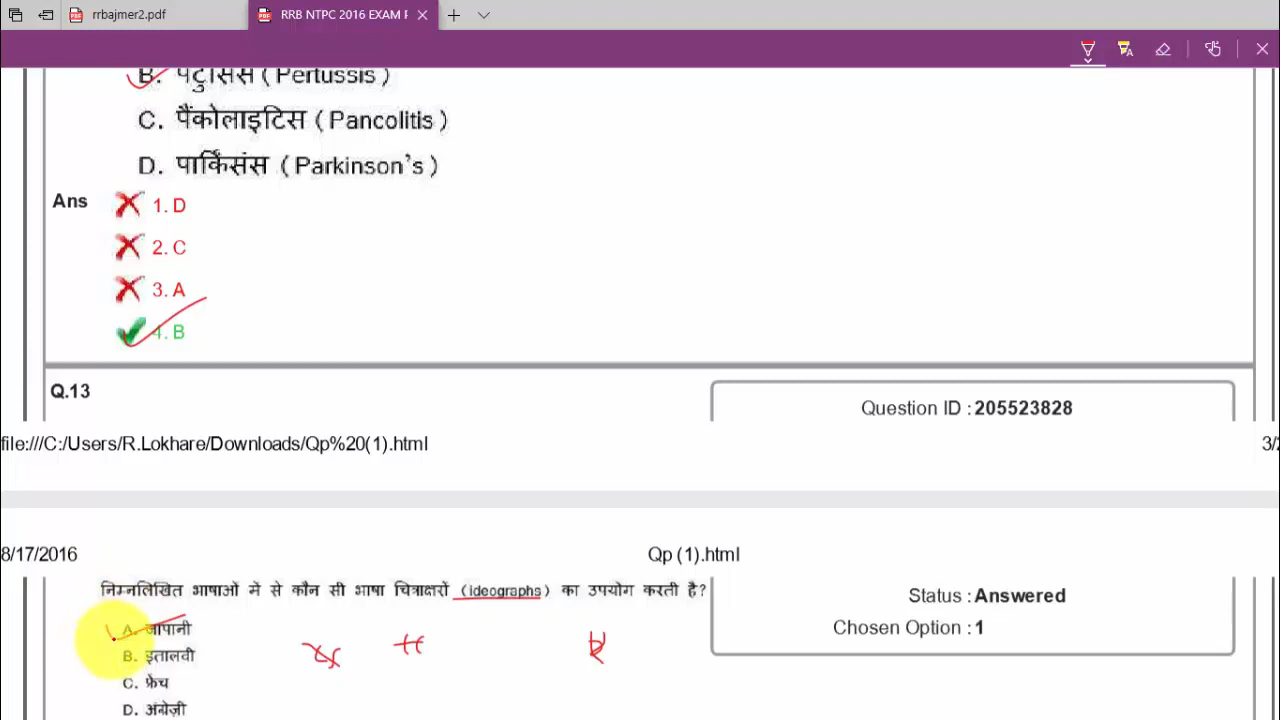 rrbajmer2.pdf
RRB NTPC 2016 EXAM F
B. पर्टुसिस ( Pertussis )
C. पैंकोलाइटिस ( Pancolitis )
D. पार्किंसंस ( Parkinson's )
Ans
1. D
2. C
3. A
4. B
Q.13
Question ID : 205523828
file:///C:/Users/R.Lokhare/Downloads/Qp%20(1).html
3/2
8/17/2016
Qp (1).html
निम्नलिखित भाषाओं में से कौन सी भाषा चित्राक्षरों (ideographs) का उपयोग करती है?
Status : Answered
Chosen Option : 1
A. जापानी
B. इतालवी
C. फ्रेंच
D. अंग्रेज़ी